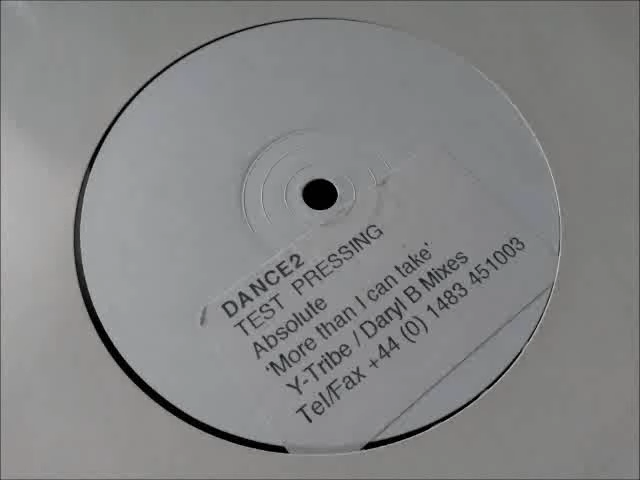 DANCE2
TEST PRESSING
Absolute
'More than I can take'
Y-Tribe / Daryl B Mixes
Tel/Fax +44 (0) 1483 451003